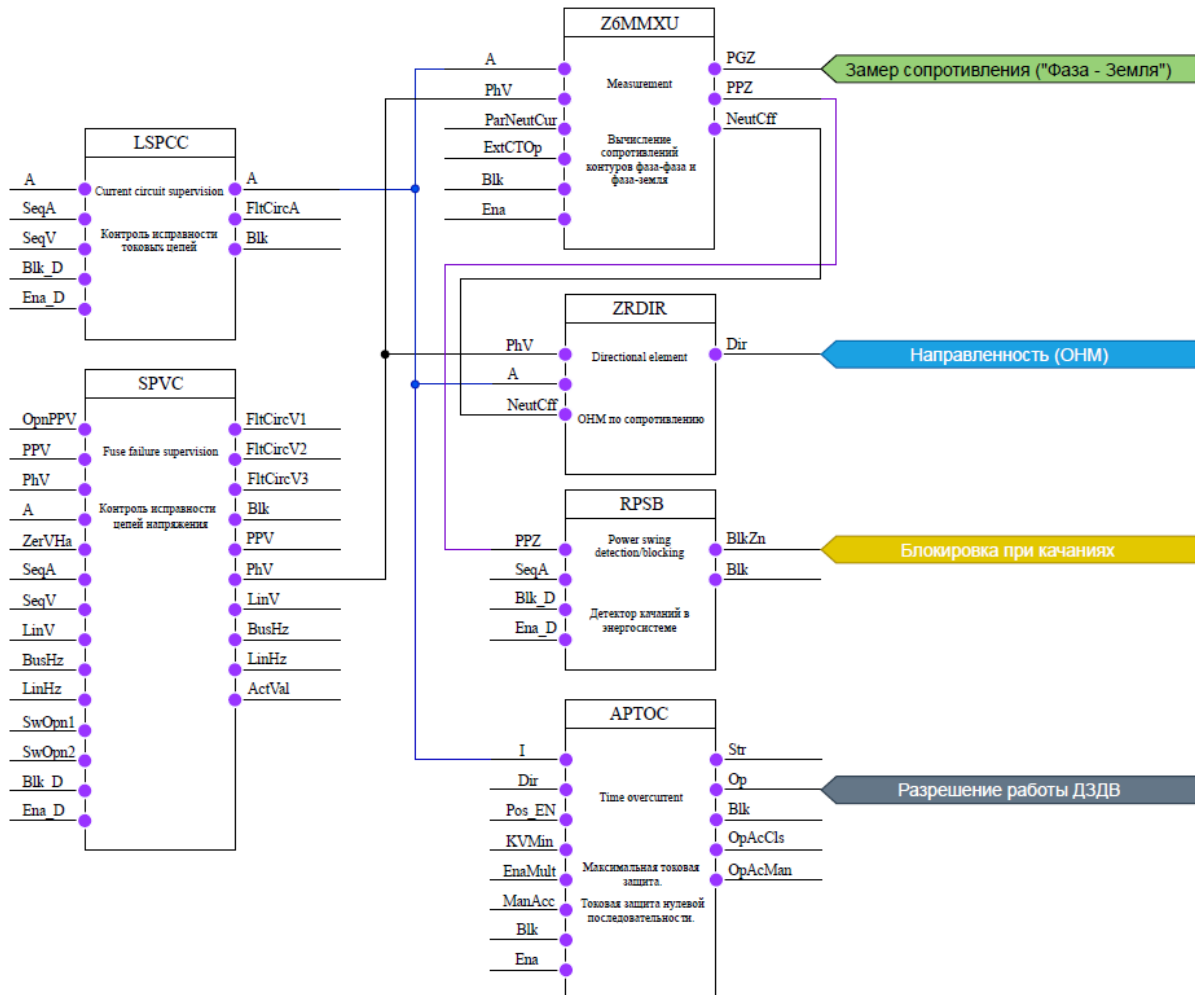 Z6MMXU
A
PhV
ParNeutCur
ExtCTOp
Blk
Ena
Measurement
Вычисление
сопротивлений
контуров фаза-фаза и
фаза-земля
PGZ
PPZ
NeutCff
Замер сопротивления ("Фаза - Земля")
LSPCC
A
SeqA
SeqV
Blk_D
Ena_D
Current circuit supervision
Контроль исправности
токовых цепей
A
FltCircA
Blk
ZRDIR
PhV
A
NeutCff
Directional element
ОНМ по сопротивлению
Dir
Направленность (ОНМ)
SPVC
OpnPPV
PPV
PhV
A
ZerVHa
SeqA
SeqV
LinV
BusHz
LinHz
SwOpn1
SwOpn2
Blk_D
Ena_D
Fuse failure supervision
Контроль исправности
цепей напряжения
FltCircV1
FltCircV2
FltCircV3
Blk
PPV
PhV
LinV
BusHz
LinHz
ActVal
RPSB
PPZ
SeqA
Blk_D
Ena_D
Power swing
detection/blocking
Детектор качаний в
энергосистеме
BlkZn
Blk
Блокировка при качаниях
APTOC
I
Dir
Pos_EN
KVMin
EnaMult
ManAcc
Blk
Ena
Time overcurrent
Максимальная токовая
защита.
Токовая защита нулевой
последовательности.
Str
Op
Blk
OpAcCls
OpAcMan
Разрешение работы ДЗДВ